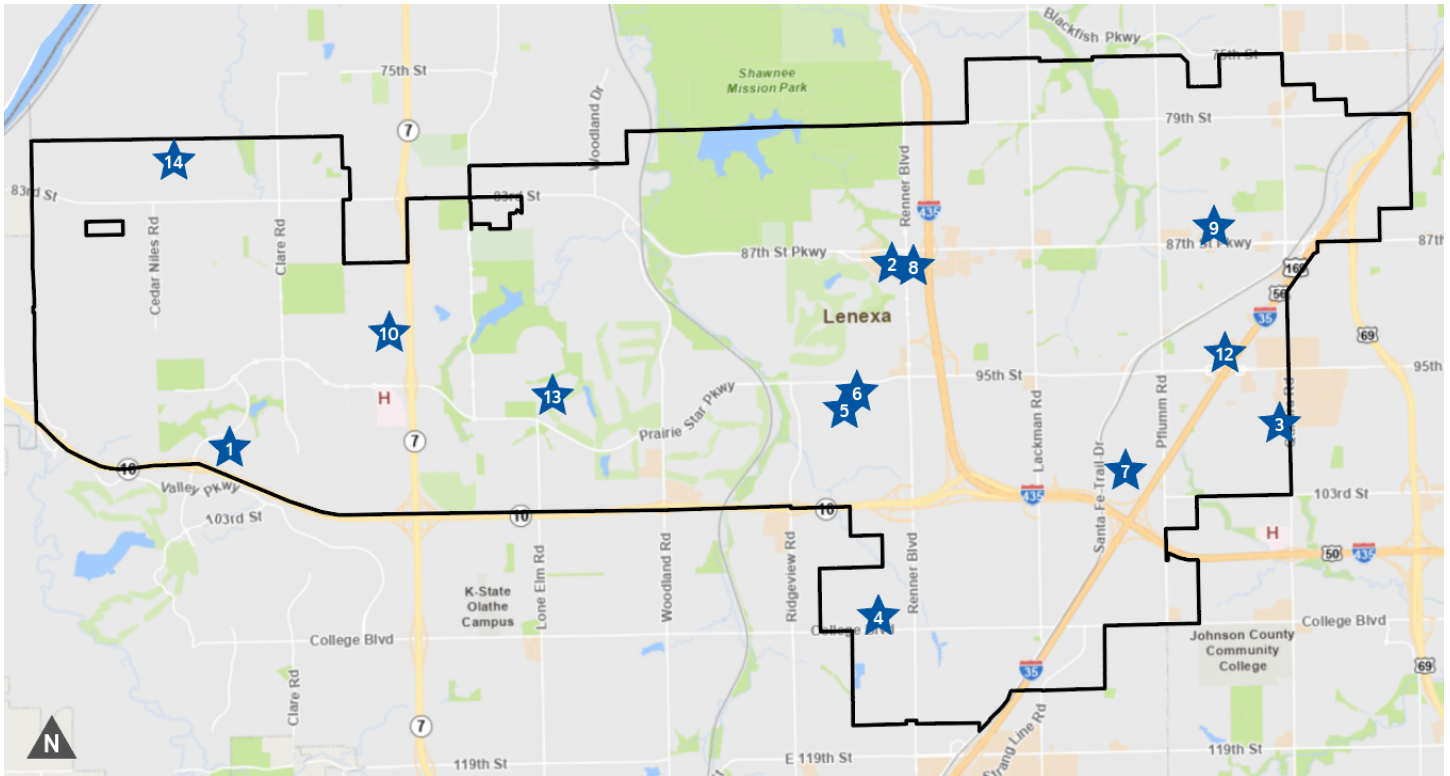 Blackfish Pkwy
75th St
75th St
Shawnee
Mission Park
Woodland Dr
7
79th St
14
83rd St
83rd St
Renner Blvd
435
Cedar Niles Rd
Clare Rd
9
87th St Pkwy
87th St Pkwy
87th
2
8
169
56
35
Lenexa
10
69
12
95th St
95th
H
13
6
5
Prairie Star Pkwy
Lackman Rd
Pflumm Rd
3
1
7
Santa-Fe-Trail-Dr
7
10
Valley Pkwy
103rd St
10
10
435
103rd St
H
50
435
Lone Elm Rd
Woodland Rd
Ridgeview Rd
Renner Blvd
K-State
Olathe
Campus
4
College Blvd
College Blvd
College Blvd
Johnson County
Community
College
35
69
Clare Rd
7
Strang Line Rd
N
119th St
E 119th St
119th St